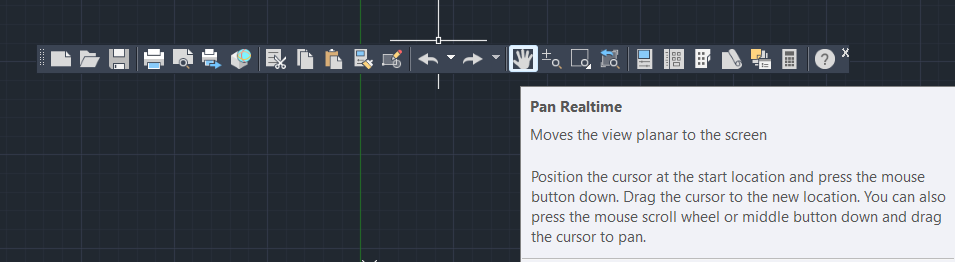 Pan Realtime
Moves the view planar to the screen
Position the cursor at the start location and press the mouse
button down. Drag the cursor to the new location. You can also
press the mouse scroll wheel or middle button down and drag
the cursor to pan.